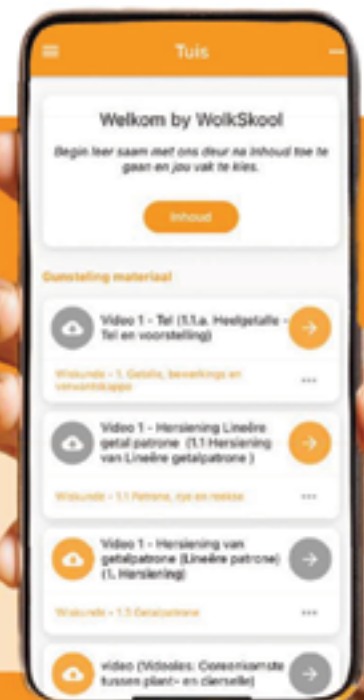 Tuis
Welkom by WolkSkool
Begin leer saam met ons deur na Inhoud toe te
gaan en jou vak te kies.
Inhoud
Gunsteling materiaal
Video 1 - Tel (1.1.a. Heelgetalle -
Tel en voorstelling)
Wiskunde - 1. Getalle, bewerkings en
verwantskappe
Video 1 - Hersiening Lineêre
getal patrone (1.1 Hersiening
van Lineêre getalpatrone )
Wiskunde - 1.1 Patrone, rye en reekse
Video 1 - Hersiening van
getalpatrone (Lineêre patrone)
(1. Hersiening)
Wiskunde - 1.3 Getalpatrone
video (Videoles: Ooreenkomste
tussen plant- en dierselle)